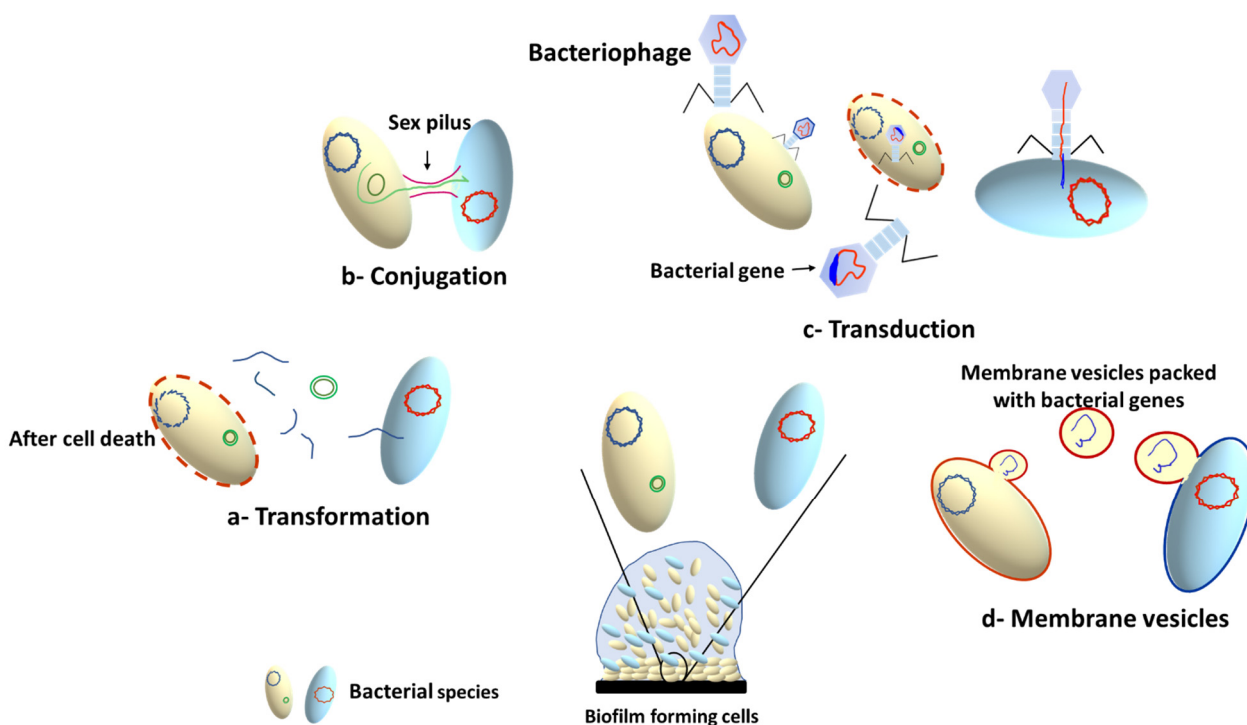 Bacteriophage
Sex pilus
b- Conjugation
Bacterial gene
c- Transduction
After cell death
a- Transformation
Membrane vesicles packed
with bacterial genes
d- Membrane vesicles
Bacterial species
Biofilm forming cells